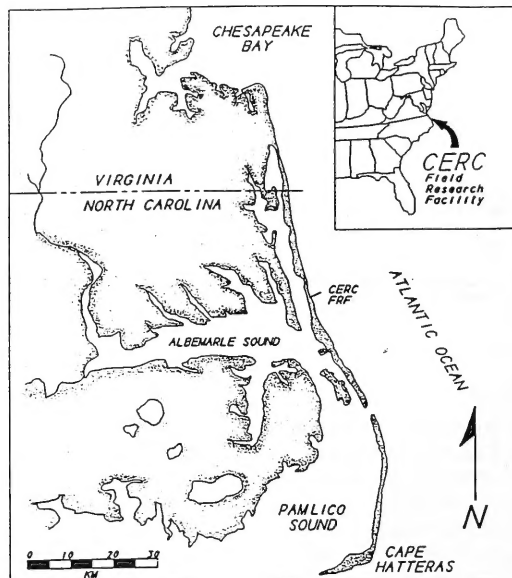 CHESAPEAKE
BAY
CERC
Field
Research
Facility
VIRGINIA
NORTH CAROLINA
CERC
FRF
ATLANTIC OCEAN
ALBEMARLE SOUND
PAMLICO
SOUND
N
CAPE
HATTERAS
0 10 20 30
KM